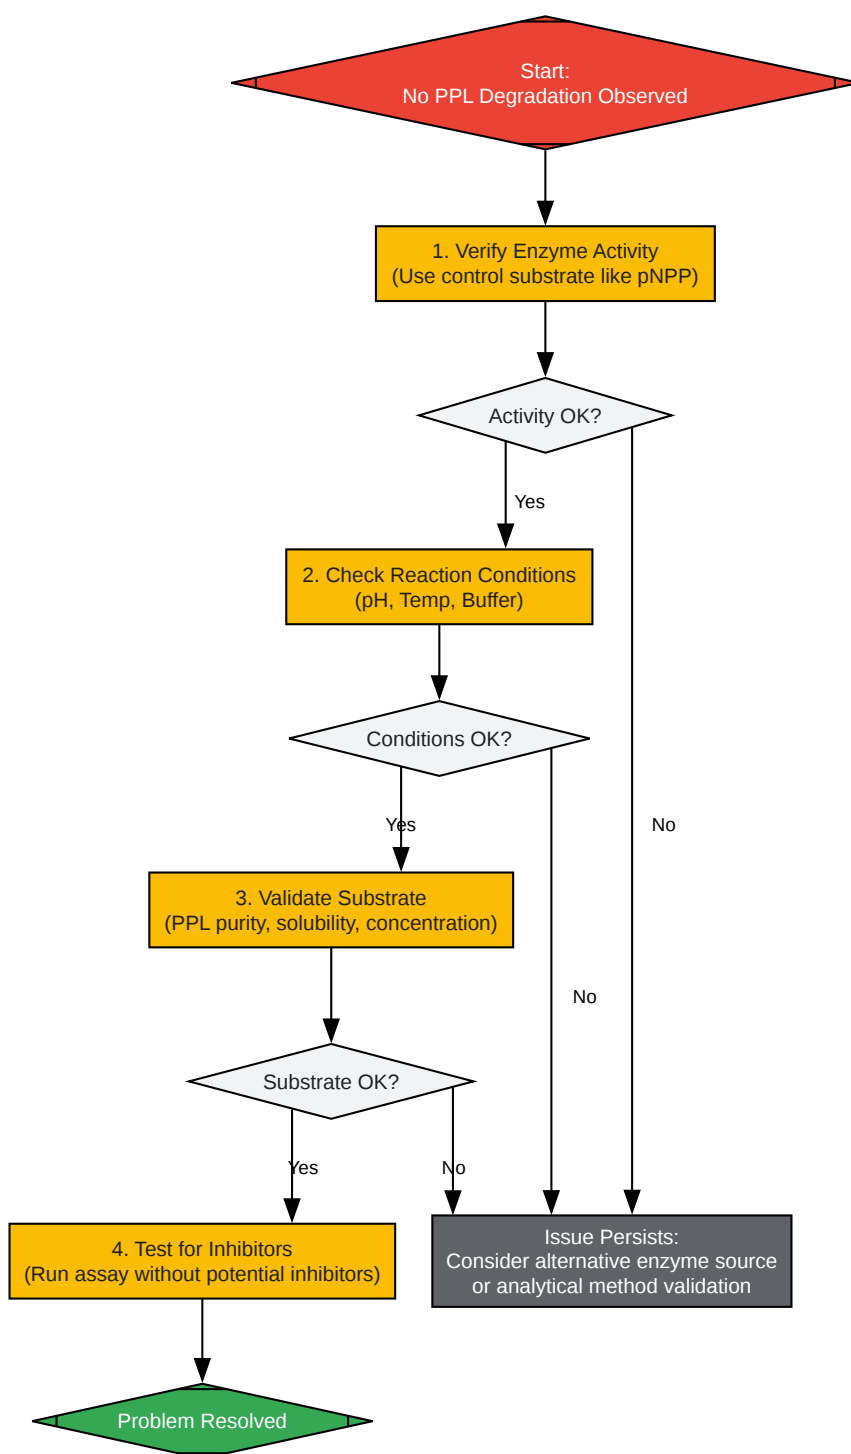 Start:
No PPL Degradation Observed
1. Verify Enzyme Activity
(Use control substrate like pNPP)
Activity OK?
Yes
2. Check Reaction Conditions
(pH, Temp, Buffer)
Conditions OK?
Yes
No
3. Validate Substrate
(PPL purity, solubility, concentration)
No
Substrate OK?
Yes
No
4. Test for Inhibitors
(Run assay without potential inhibitors)
Issue Persists:
Consider alternative enzyme source
or analytical method validation
Problem Resolved